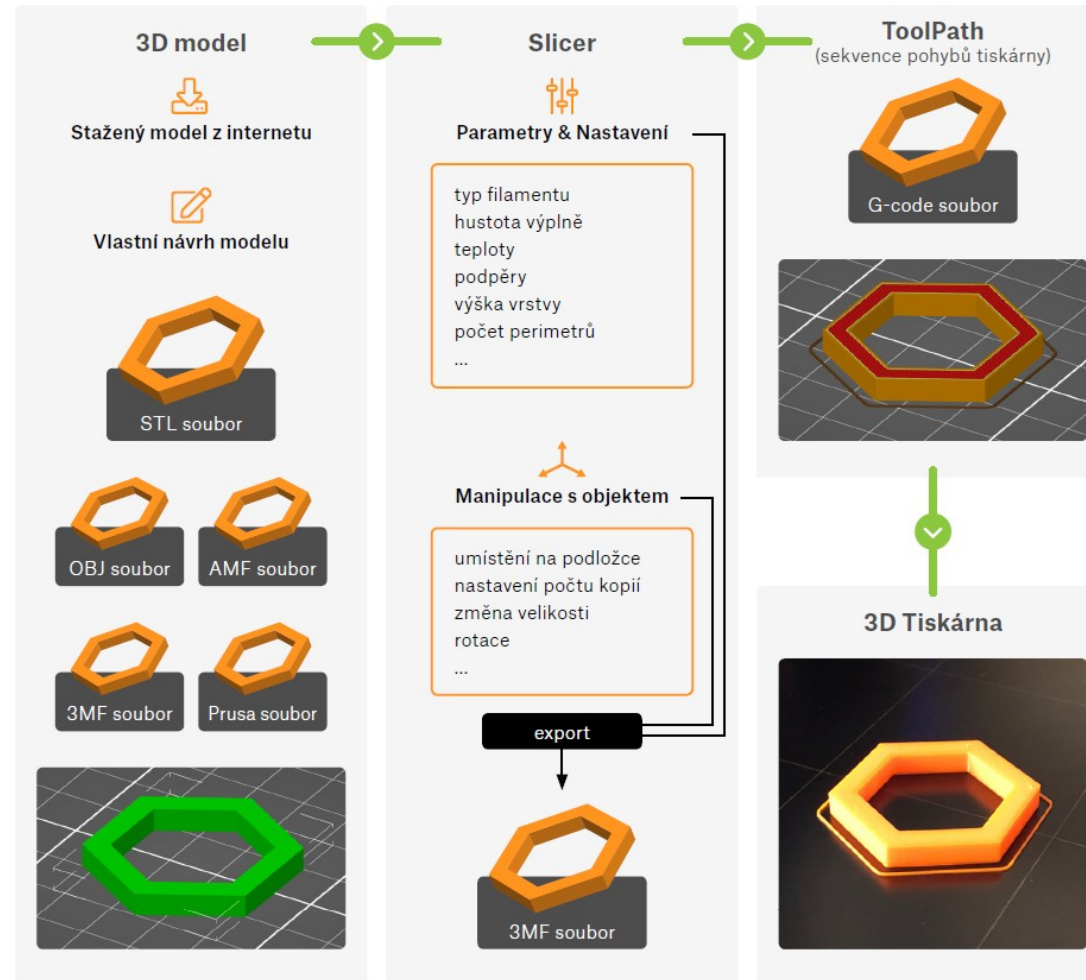 3D model
Stažený model z internetu
Vlastní návrh modelu
STL soubor
OBJ soubor
AMF soubor
3MF soubor
Prusa soubor
Slicer
Parametry & Nastavení
typ filamentu
hustota výplně
teploty
podpěry
výška vrstvy
počet perimetrů
...
Manipulace s objektem
umístění na podložce
nastavení počtu kopií
změna velikosti
rotace
...
export
3MF soubor
ToolPath
(sekvence pohybů tiskárny)
G-code soubor
3D Tiskárna